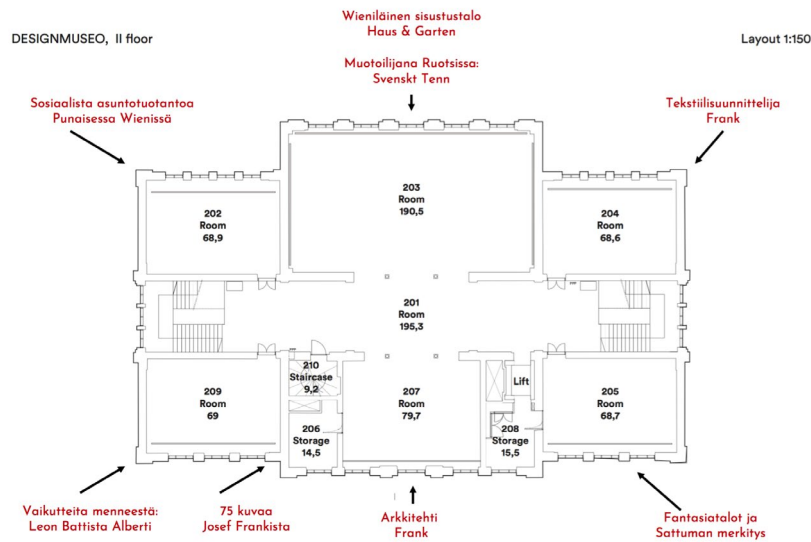 Wieniläinen sisustustalo
Haus & Garten
DESIGNMUSEO, II floor
Layout 1:150
Muotoilijana Ruotsissa:
Svenskt Tenn
Sosiaalista asuntotuotantoa
Punaisessa Wienissä
Tekstiilisuunnittelija
Frank
203
Room
190,5
202
Room
68,9
204
Room
68,6
201
Room
195,3
210
Staircase
9,2
Lift
209
Room
69
207
Room
79,7
205
Room
68,7
206
Storage
14,5
208
Storage
15,5
Vaikutteita menneestä:
Leon Battista Alberti
75 kuvaa
Josef Frankista
Arkkitehti
Frank
Fantasiatalot ja
Sattuman merkitys